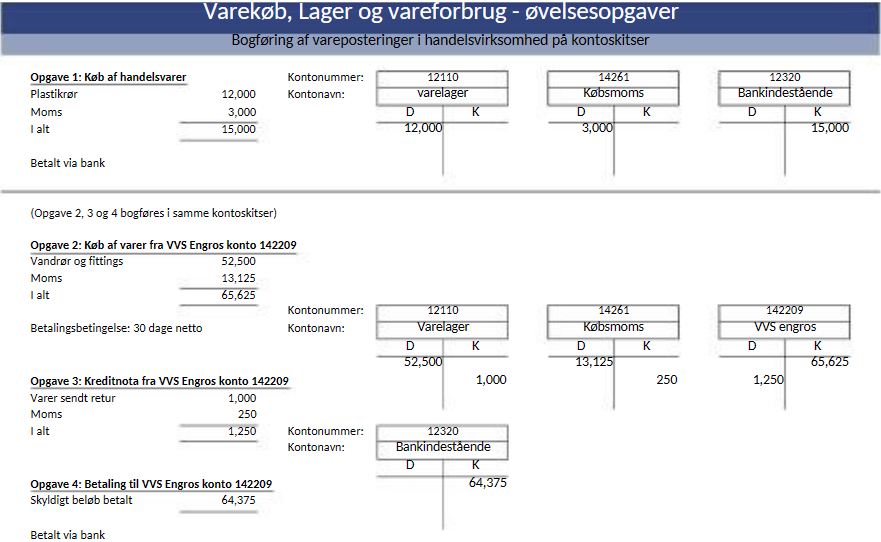 Varekøb, Lager og vareforbrug - øvelsesopgaver
Bogføring af vareposteringer i handelsvirksomhed på kontoskitser
Opgave 1: Køb af handelsvarer Kontonummer: 12110 14261 12320
Plastikrør 12,000 Kontonavn: varelager Købsmoms Bankindestående
Moms 3,000 D K D K D K
I alt 15,000 12,000 3,000 15,000
Betalt via bank
(Opgave 2, 3 og 4 bogføres i samme kontoskitser)
Opgave 2: Køb af varer fra VVS Engros konto 142209
Vandrør og fittings 52,500
Moms 13,125
I alt 65,625
Kontonummer: 12110 14261 142209
Betalingsbetingelse: 30 dage netto Kontonavn: Varelager Købsmoms VVS engros
D K D K D K
52,500 13,125 65,625
Opgave 3: Kreditnota fra VVS Engros konto 142209 1,000 250 1,250
Varer sendt retur 1,000
Moms 250
I alt 1,250 Kontonummer: 12320
Kontonavn: Bankindestående
D K
Opgave 4: Betaling til VVS Engros konto 142209 64,375
Skyldigt beløb betalt 64,375
Betalt via bank